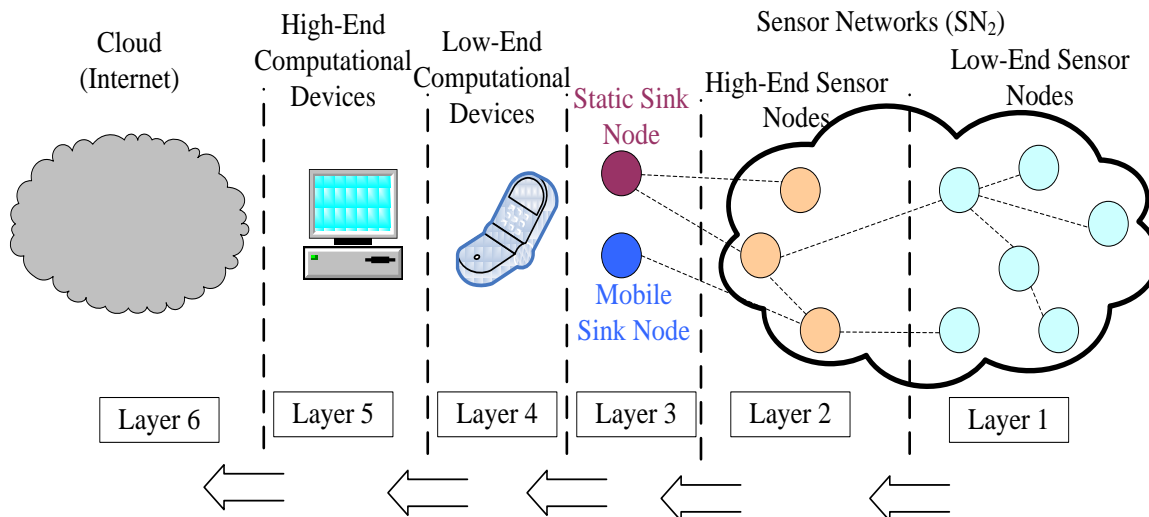 Cloud
(Internet)
High-End
Computational
Devices
Low-End
Computational
Devices
Static Sink
Node
Mobile
Sink Node
Sensor Networks (SN₂)
High-End Sensor
Nodes
Low-End Sensor
Nodes
Layer 6
Layer 5
Layer 4
Layer 3
Layer 2
Layer 1